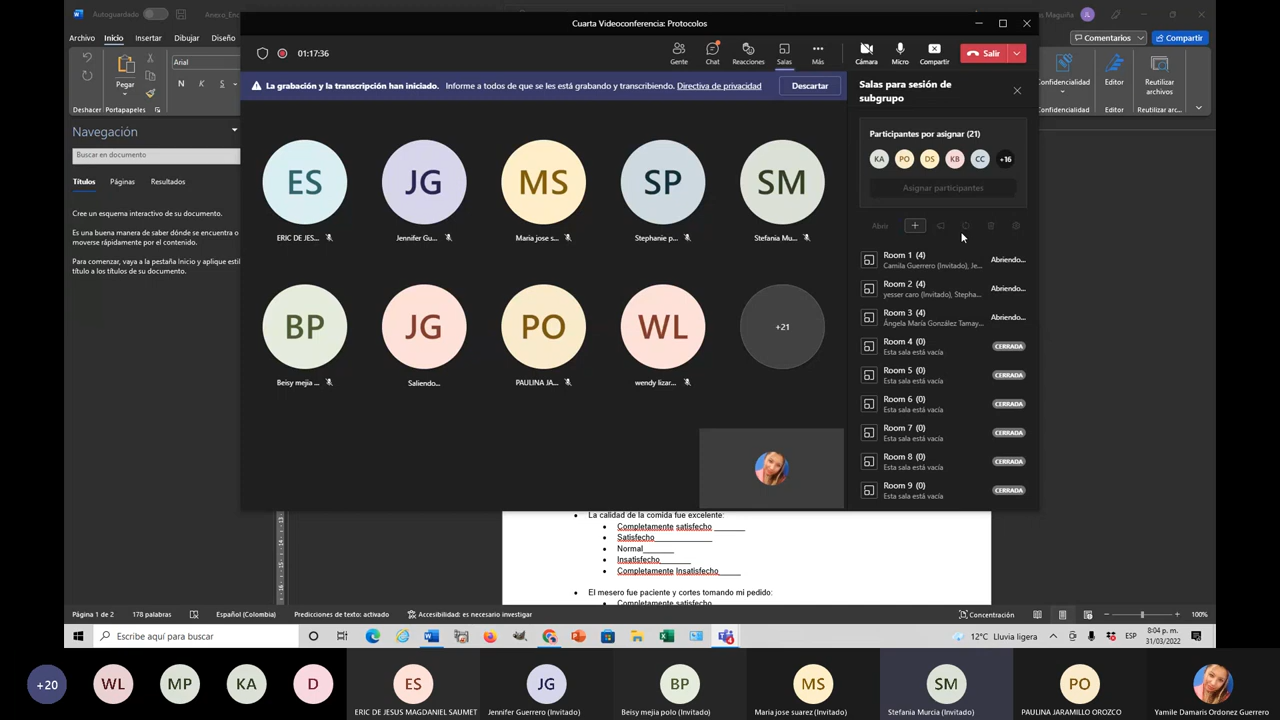 Autoguardado
Anexo_Enc
Cuarta Videoconferencia: Protocolos
Maguiña
J
Archivo Inicio Insertar Dibujar Diseño
Comentarios
Compartir
01:17:36
Gente
Chat
Reacciones
Salas
Más
Cámara
Micro
Compartir
Salir
Pegar
Arial
N K S
Deshacer
Portapapeles
Confidencialidad
Editor
Reutilizar archivos
Confidencialidad
Editor
Reutilizar arc...
La grabación y la transcripción han iniciado. Informe a todos de que se les está grabando y transcribiendo. Directiva de privacidad
Descartar
Salas para sesión de
subgrupo
Navegación
Buscar en documento
Títulos Páginas Resultados
Cree un esquema interactivo de su documento.
Es una buena manera de saber dónde se encuentra o
moverse rápidamente por el contenido.
Para comenzar, vaya a la pestaña Inicio y aplique estil
título a los títulos de su documento.
ES
JG
MS
SP
SM
ERIC DE JES...
Jennifer Gu...
Maria jose s...
Stephanie p...
Stefania Mu...
BP
JG
PO
WL
+21
Beisy mejia ...
Saliendo...
PAULINA JA...
wendy lizar...
Participantes por asignar (21)
KA PO DS KB CC +16
Asignar participantes
Abrir
Room 1 (4)
Camila Guerrero (Invitado), Je...
Abriendo...
Room 2 (4)
yesser caro (Invitado), Stepha...
Abriendo...
Room 3 (4)
Ángela María González Tamay...
Abriendo...
Room 4 (0)
Esta sala está vacía
CERRADA
Room 5 (0)
Esta sala está vacía
CERRADA
Room 6 (0)
Esta sala está vacía
CERRADA
Room 7 (0)
Esta sala está vacía
CERRADA
Room 8 (0)
Esta sala está vacía
CERRADA
Room 9 (0)
Esta sala está vacía
CERRADA
La calidad de la comida fue excelente:
Completamente satisfecho _______
Satisfecho_____________
Normal_______
Insatisfecho_______
Completamente Insatisfecho_____
El mesero fue paciente y cortes tomando mi pedido:
Completamente satisfecho
Página 1 de 2 178 palabras Español (Colombia) Predicciones de texto: activado Accesibilidad: es necesario investigar
Concentración
100%
Escribe aquí para buscar
12°C Lluvia ligera
ESP
8:04 p. m.
31/03/2022
+20
WL
MP
KA
D
ES
JG
BP
MS
SM
PO
ERIC DE JESUS MAGDANIEL SAUMET
Jennifer Guerrero (Invitado)
Beisy mejia polo (Invitado)
Maria jose suarez (Invitado)
Stefania Murcia (Invitado)
PAULINA JARAMILLO OROZCO
Yamile Damaris Ordonez Guerrero